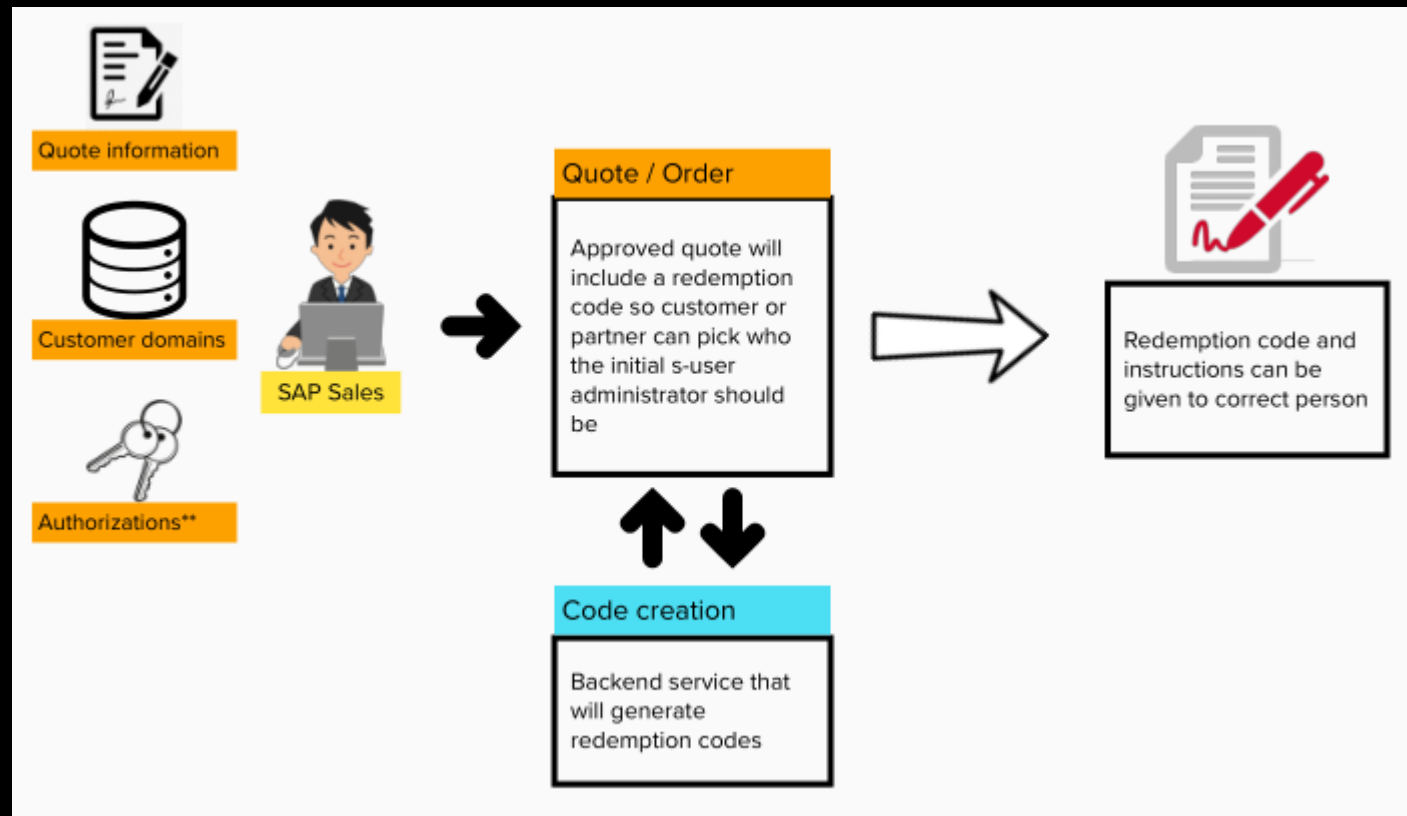 Quote information
Customer domains
Authorizations**
SAP Sales
Quote / Order
Approved quote will
include a redemption
code so customer or
partner can pick who
the initial s-user
administrator should
be
Code creation
Backend service that
will generate
redemption codes
Redemption code and
instructions can be
given to correct person